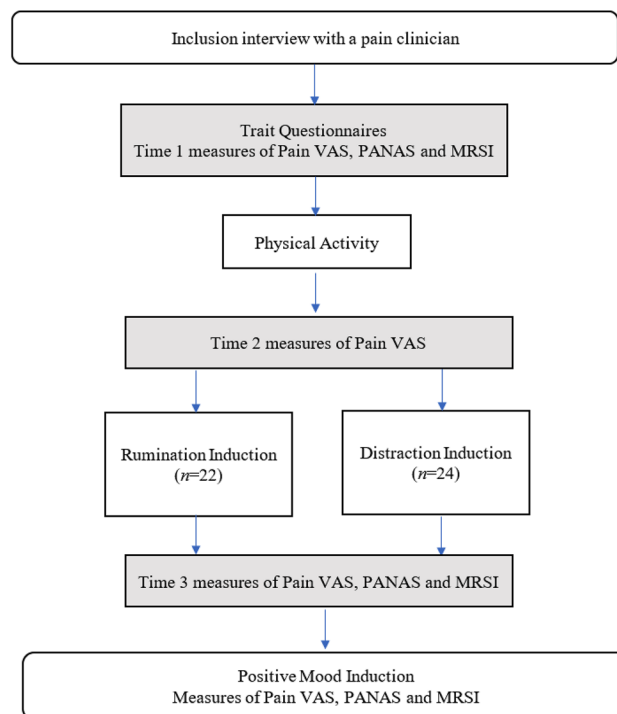 Inclusion interview with a pain clinician
Trait Questionnaires
Time 1 measures of Pain VAS, PANAS and MRSI
Physical Activity
Time 2 measures of Pain VAS
Rumination Induction
(n=22)
Distraction Induction
(n=24)
Time 3 measures of Pain VAS, PANAS and MRSI
Positive Mood Induction
Measures of Pain VAS, PANAS and MRSI